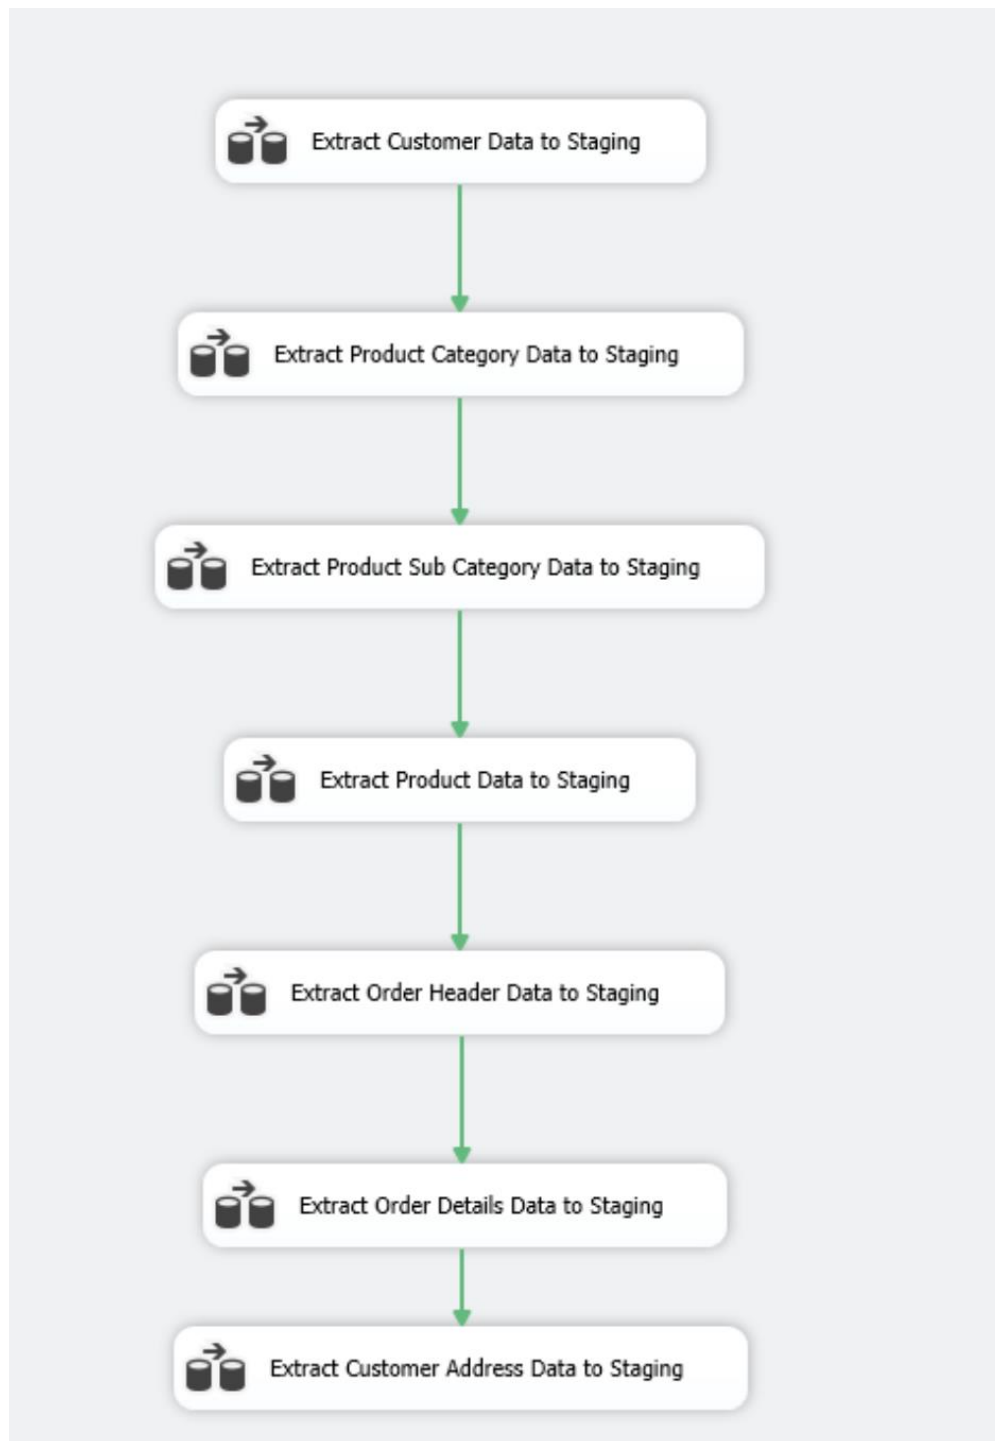 Extract Customer Data to Staging
Extract Product Category Data to Staging
Extract Product Sub Category Data to Staging
Extract Product Data to Staging
Extract Order Header Data to Staging
Extract Order Details Data to Staging
Extract Customer Address Data to Staging